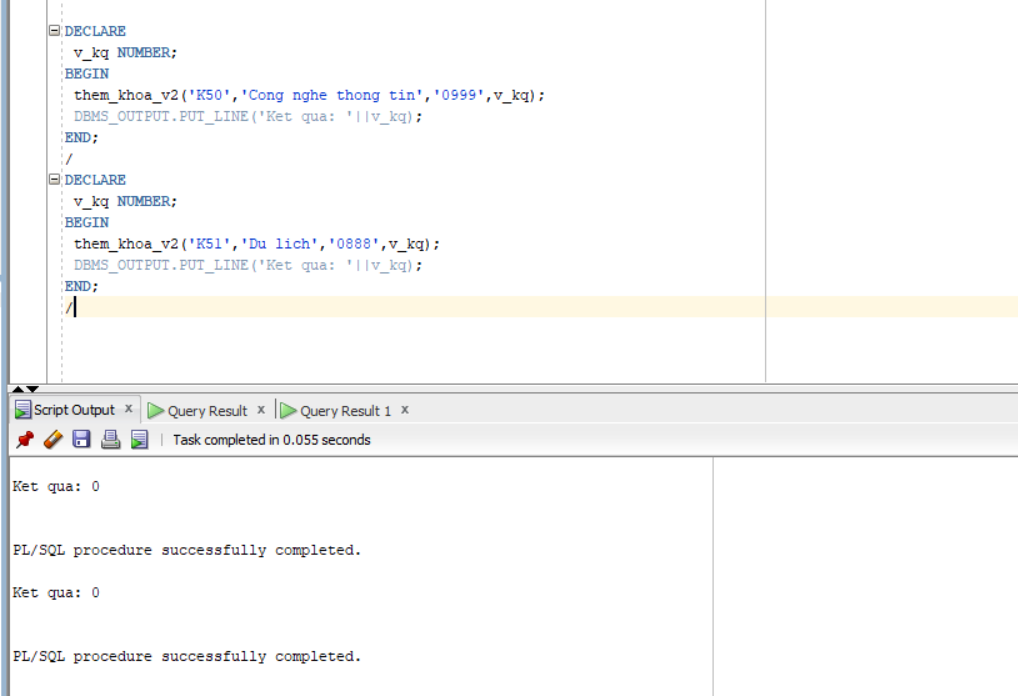 DECLARE
v_kq NUMBER;
BEGIN
them_khoa_v2('K50','Cong nghe thong tin','0999',v_kq);
DBMS_OUTPUT.PUT_LINE('Ket qua: '||v_kq);
END;
/
DECLARE
v_kq NUMBER;
BEGIN
them_khoa_v2('K51','Du lich','0888',v_kq);
DBMS_OUTPUT.PUT_LINE('Ket qua: '||v_kq);
END;
/
Script Output x Query Result x Query Result 1 x
Task completed in 0.055 seconds
Ket qua: 0
PL/SQL procedure successfully completed.
Ket qua: 0
PL/SQL procedure successfully completed.